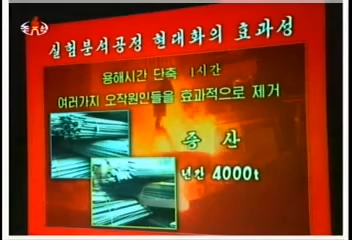 실험분석공정 현대화의 효과성
용해시간 단축 1시간
여러가지 오작원인들을 효과적으로 제거
증 산
년간 4000t